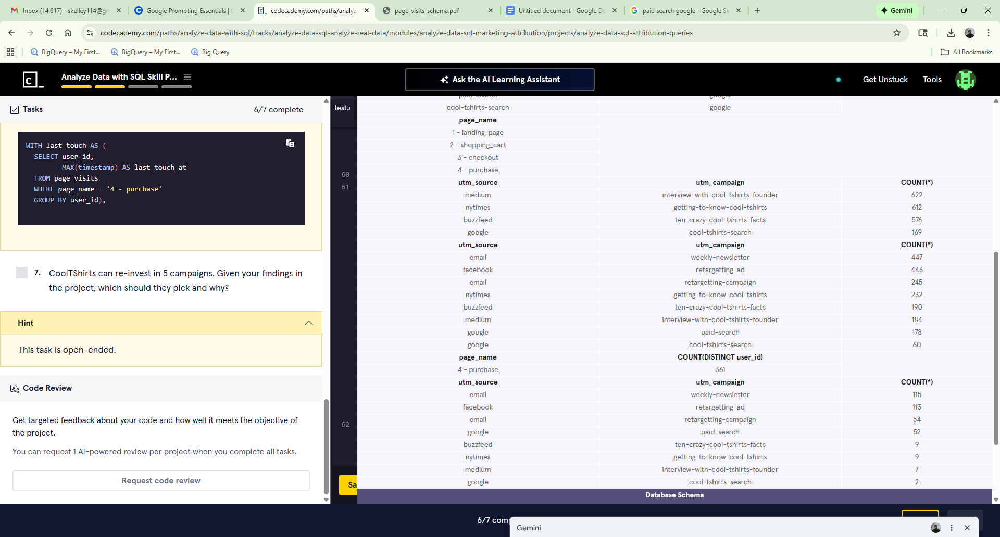 Inbox (14,617) - skelley114@gm
Google Prompting Essentials | C
codecademy.com/paths/analyze
page_visits_schema.pdf
Untitled document - Google Do
paid search google - Google Se
Gemini
codecademy.com/paths/analyze-data-with-sql/tracks/analyze-data-sql-analyze-real-data/modules/analyze-data-sql-marketing-attribution/projects/analyze-data-sql-attribution-queries
BigQuery – My First...
BigQuery – My First...
Big Query
All Bookmarks
c_
Analyze Data with SQL Skill P...
Ask the AI Learning Assistant
Get Unstuck
Tools
Tasks
6/7 complete
WITH last_touch AS (
SELECT user_id,
MAX(timestamp) AS last_touch_at
FROM page_visits
WHERE page_name = '4 - purchase'
GROUP BY user_id),
7. CoolTShirts can re-invest in 5 campaigns. Given your findings in
the project, which should they pick and why?
Hint
This task is open-ended.
Code Review
Get targeted feedback about your code and how well it meets the objective of
the project.
You can request 1 AI-powered review per project when you complete all tasks.
Request code review
test.s
60
61
62
Sa
paid-search google
cool-tshirts-search google
page_name
1 - landing_page
2 - shopping_cart
3 - checkout
4 - purchase
utm_source utm_campaign COUNT(*)
medium interview-with-cool-tshirts-founder 622
nytimes getting-to-know-cool-tshirts 612
buzzfeed ten-crazy-cool-tshirts-facts 576
google cool-tshirts-search 169
utm_source utm_campaign COUNT(*)
email weekly-newsletter 447
facebook retargetting-ad 443
email retargetting-campaign 245
nytimes getting-to-know-cool-tshirts 232
buzzfeed ten-crazy-cool-tshirts-facts 190
medium interview-with-cool-tshirts-founder 184
google paid-search 178
google cool-tshirts-search 60
page_name COUNT(DISTINCT user_id)
4 - purchase 361
utm_source utm_campaign COUNT(*)
email weekly-newsletter 115
facebook retargetting-ad 113
email retargetting-campaign 54
google paid-search 52
buzzfeed ten-crazy-cool-tshirts-facts 9
nytimes getting-to-know-cool-tshirts 9
medium interview-with-cool-tshirts-founder 7
google cool-tshirts-search 2
Database Schema
6/7 comp
Gemini